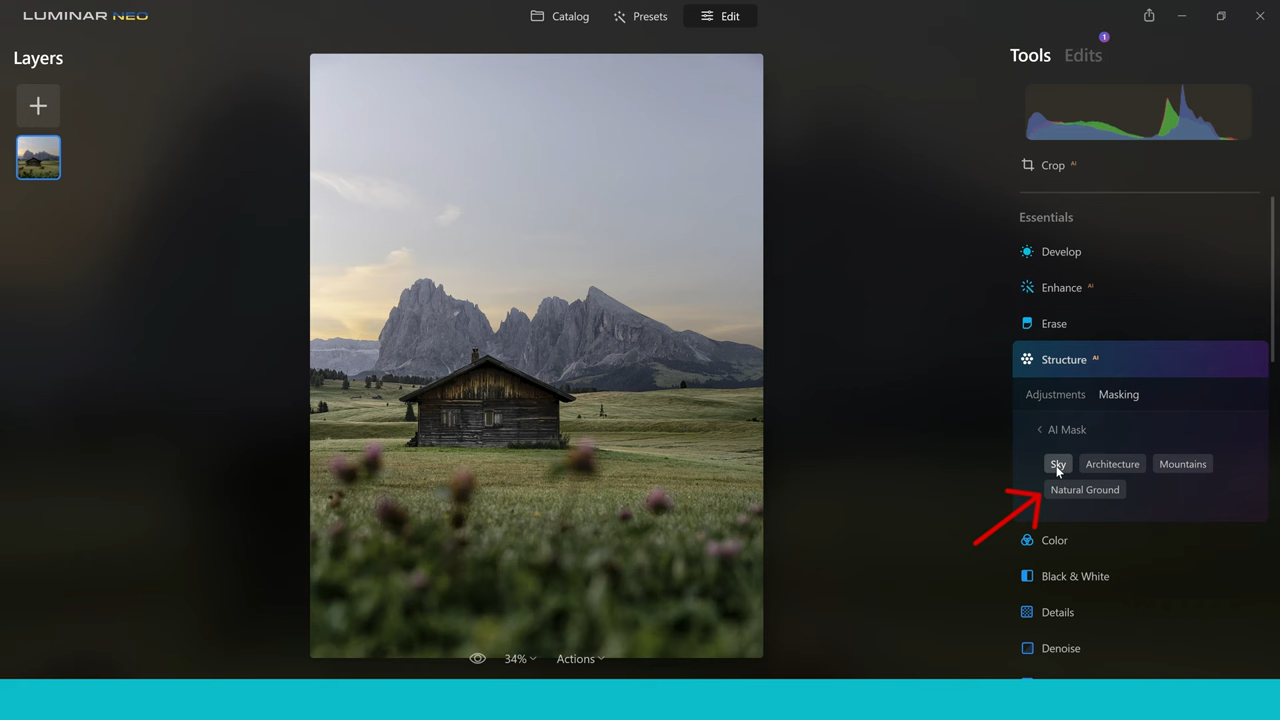 LUMINAR NEO
Catalog Presets Edit
Layers
1
Tools Edits
Crop AI
Essentials
Develop
Enhance AI
Erase
Structure AI
Adjustments Masking
AI Mask
Sky Architecture Mountains
Natural Ground
Color
Black & White
Details
Denoise
34% Actions